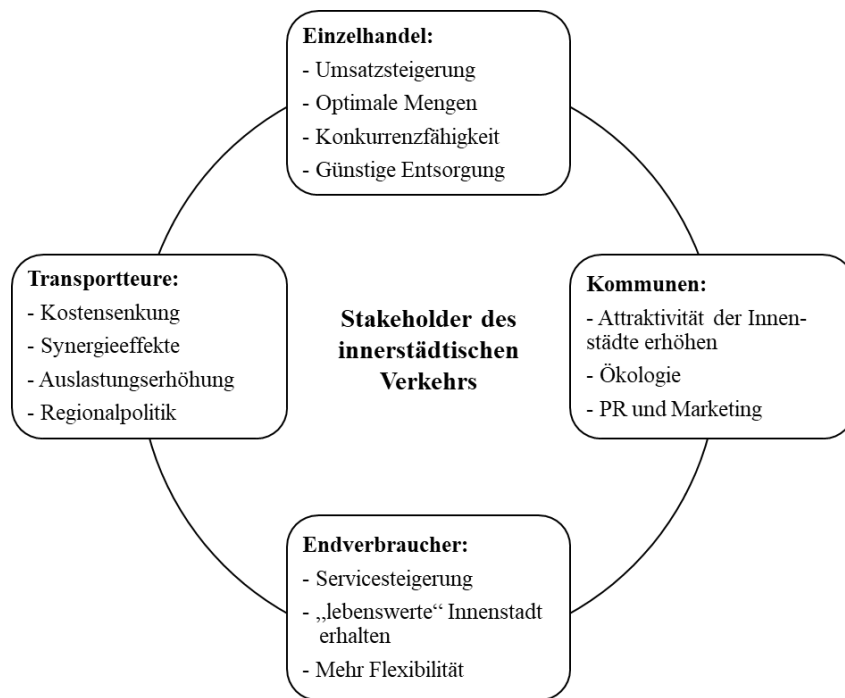 Einzelhandel:
- Umsatzsteigerung
- Optimale Mengen
- Konkurrenzfähigkeit
- Günstige Entsorgung
Transportteure:
- Kostensenkung
- Synergieeffekte
- Auslastungserhöhung
- Regionalpolitik
Stakeholder des
innerstädtischen
Verkehrs
Kommunen:
- Attraktivität der Innen-
städte erhöhen
- Ökologie
- PR und Marketing
Endverbraucher:
- Servicesteigerung
- „lebenswerte“ Innenstadt
erhalten
- Mehr Flexibilität